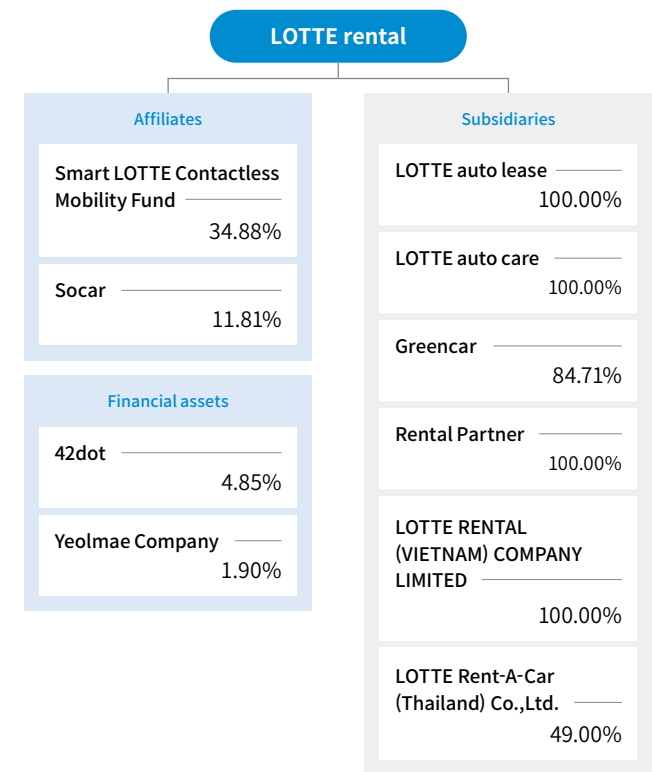 LOTTE rental
Affiliates
Smart LOTTE Contactless
Mobility Fund
34.88%
Socar
11.81%
Financial assets
42dot
4.85%
Yeolmae Company
1.90%
Subsidiaries
LOTTE auto lease
100.00%
LOTTE auto care
100.00%
Greencar
84.71%
Rental Partner
100.00%
LOTTE RENTAL
(VIETNAM) COMPANY
LIMITED
100.00%
LOTTE Rent-A-Car
(Thailand) Co.,Ltd.
49.00%